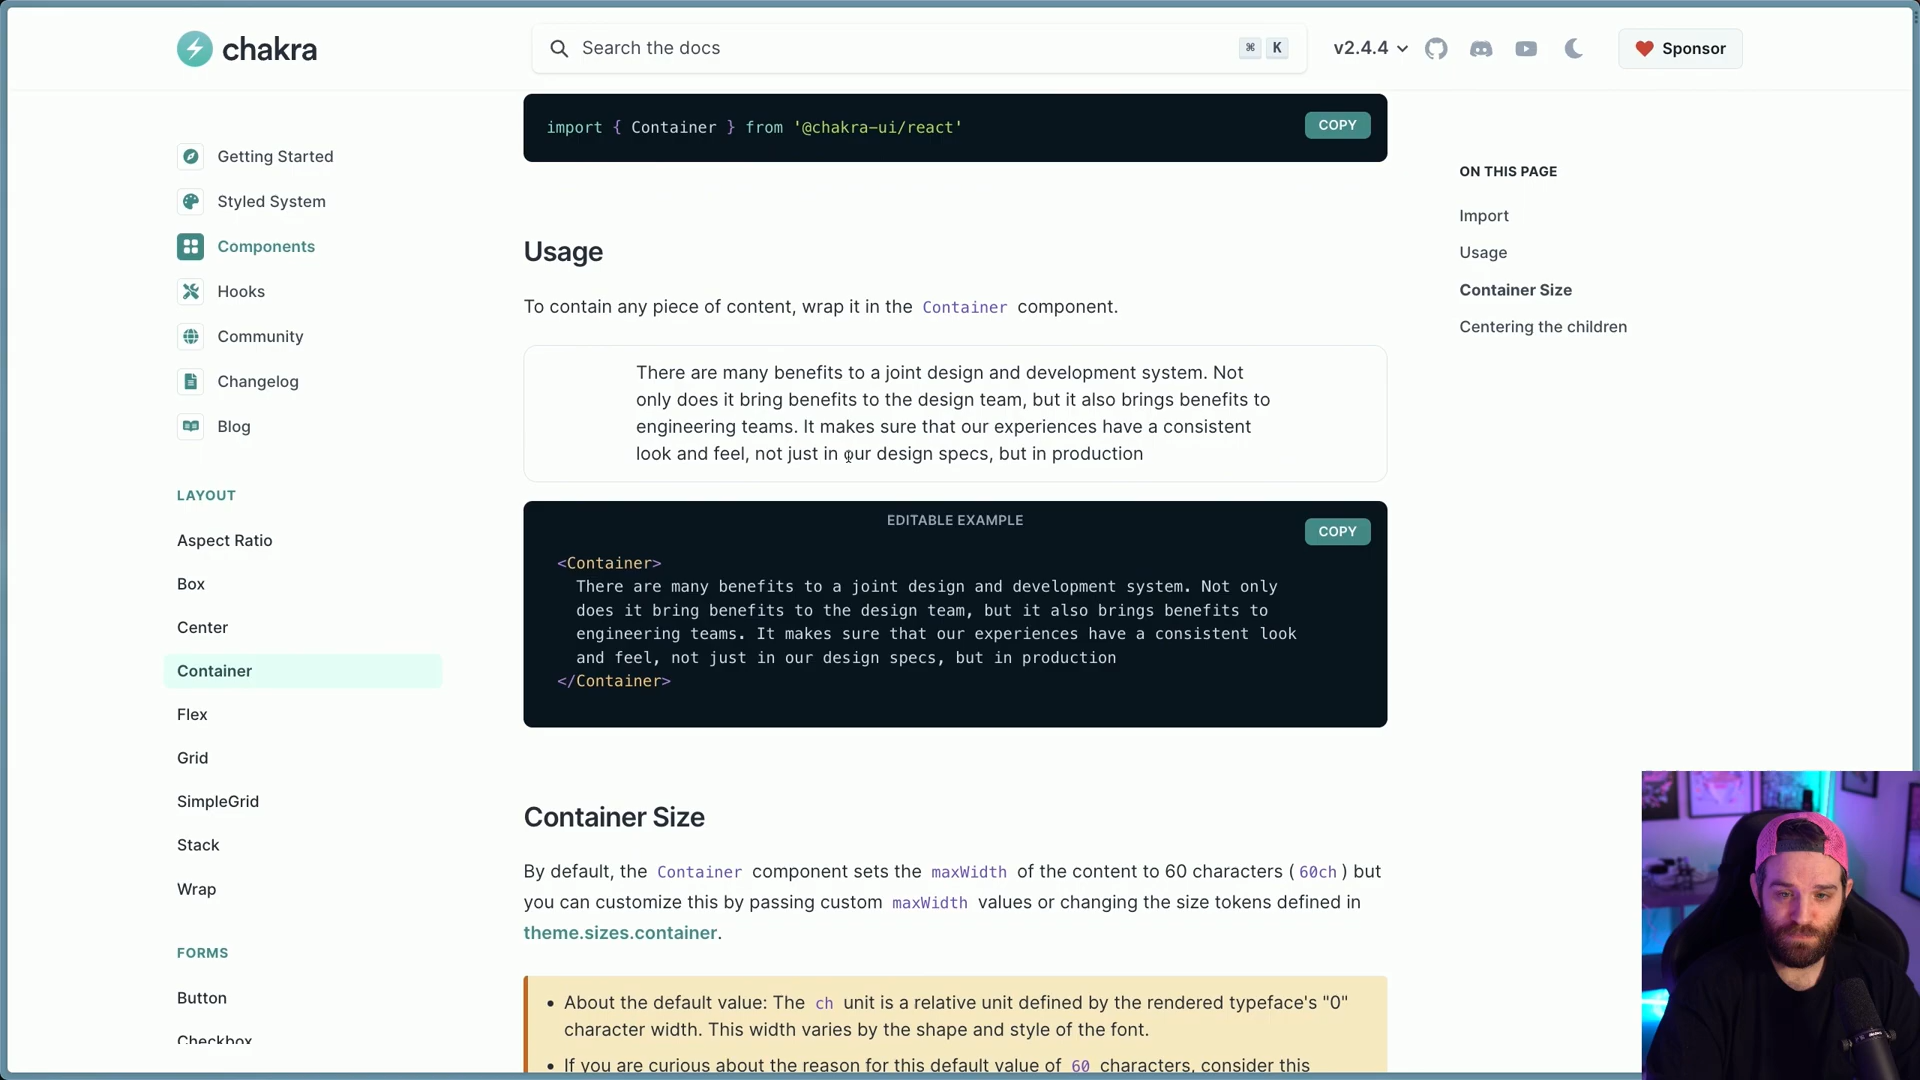 chakra
Search the docs
⌘ K
v2.4.4
Sponsor
Getting Started
Styled System
Components
Hooks
Community
Changelog
Blog
LAYOUT
Aspect Ratio
Box
Center
Container
Flex
Grid
SimpleGrid
Stack
Wrap
FORMS
Button
Checkbox
import { Container } from '@chakra-ui/react'
COPY
Usage
To contain any piece of content, wrap it in the Container component.
There are many benefits to a joint design and development system. Not
only does it bring benefits to the design team, but it also brings benefits to
engineering teams. It makes sure that our experiences have a consistent
look and feel, not just in our design specs, but in production
EDITABLE EXAMPLE
COPY
<Container>
There are many benefits to a joint design and development system. Not only
does it bring benefits to the design team, but it also brings benefits to
engineering teams. It makes sure that our experiences have a consistent look
and feel, not just in our design specs, but in production
</Container>
Container Size
By default, the Container component sets the maxWidth of the content to 60 characters ( 60ch ) but
you can customize this by passing custom maxWidth values or changing the size tokens defined in
theme.sizes.container.
• About the default value: The ch unit is a relative unit defined by the rendered typeface's "0"
character width. This width varies by the shape and style of the font.
• If you are curious about the reason for this default value of 60 characters, consider this
ON THIS PAGE
Import
Usage
Container Size
Centering the children